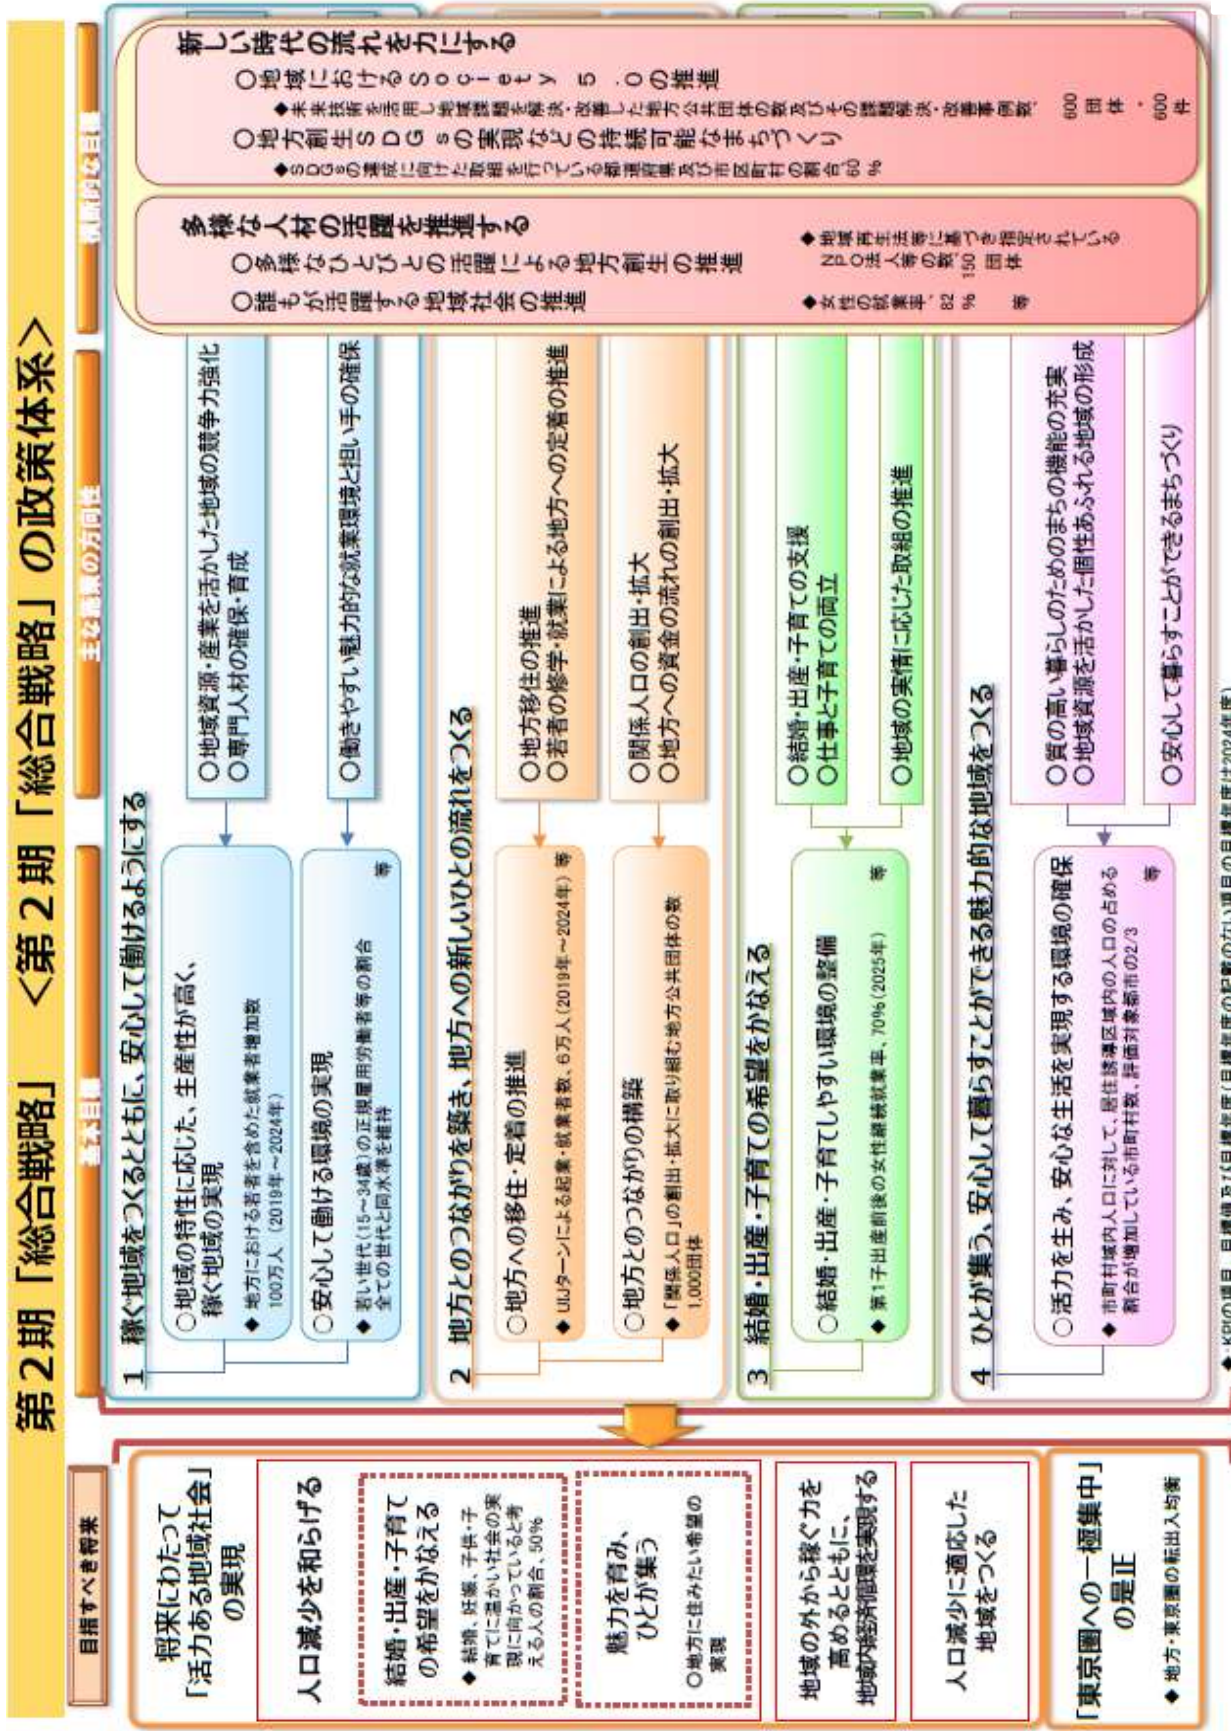 第2期「総合戦略」 <第2期「総合戦略」の政策体系>
目指すべき将来
将来にわたって
「活力ある地域社会」
の実現
人口減少を和らげる
結婚・出産・子育て
の希望をかなえる
◆ 結婚、妊娠、子供・子
育てに温かい社会の実
現に向かっていると考
える人の割合、50%
魅力を育み、
ひとが集う
○地方に住みたい希望の
実現
地域の外から稼ぐ力を
高めるとともに、
地域内経済循環を実現する
人口減少に適応した
地域をつくる
「東京圏への一極集中」
の是正
◆ 地方・東京圏の転出入均衡
基本目標
主な施策の方向性
横断的な目標
1 稼ぐ地域をつくるとともに、安心して働けるようにする
○地域の特性に応じた、生産性が高く、
稼ぐ地域の実現
◆ 地方における若者を含めた就業者増加数
100万人(2019年~2024年)
○安心して働ける環境の実現
◆ 若い世代(15~34歳)の正規雇用労働者等の割合
全ての世代と同水準を維持
等
○地域資源・産業を活かした地域の競争力強化
○専門人材の確保・育成
○働きやすい魅力的な就業環境と担い手の確保
2 地方とのつながりを築き、地方への新しいひとの流れをつくる
○地方への移住・定着の推進
◆ UIJターンによる起業・就業者数、6万人(2019年~2024年)等
○地方とのつながりの構築
◆「関係人口」の創出・拡大に取り組む地方公共団体の数
1,000団体
○地方移住の推進
○若者の修学・就業による地方への定着の推進
○関係人口の創出・拡大
○地方への資金の流れの創出・拡大
3 結婚・出産・子育ての希望をかなえる
○結婚・出産・子育てしやすい環境の整備
◆ 第1子出産前後の女性継続就業率、70%(2025年)
等
○結婚・出産・子育ての支援
○仕事と子育ての両立
○地域の実情に応じた取組の推進
4 ひとが集う、安心して暮らすことができる魅力的な地域をつくる
○活力を生み、安心な生活を実現する環境の確保
◆ 市町村域内人口に対して、居住誘導区域内の人口の占める
割合が増加している市町村数、評価対象都市の2/3
等
○質の高い暮らしのためのまちの機能の充実
○地域資源を活かした個性あふれる地域の形成
○安心して暮らすことができるまちづくり
多様な人材の活躍を推進する
○多様なひとびとの活躍による地方創生の推進
◆地域再生法等に基づき指定されている
NPO法人等の数、150 団体
○誰もが活躍する地域社会の推進
◆女性の就業率、82 % 等
新しい時代の流れを力にする
○地域におけるSociety 5.0の推進
◆未来技術を活用し地域課題を解決・改善した地方公共団体の数及びその課題解決・改善事例数、 600 団体・ 600 件
○地方創生SDGsの実現などの持続可能なまちづくり
◆SDGsの達成に向けた取組を行っている都道府県及び市区町村の割合、60 %
◆:KPIの項目、目標値及び目標年度(目標年度の記載のない項目の目標年度は2024年度)